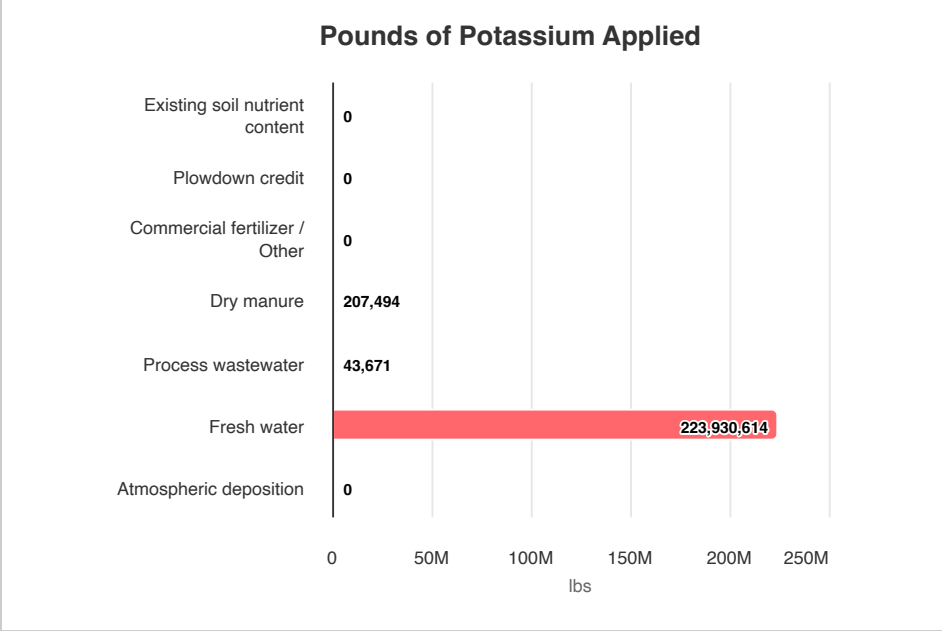 Pounds of Potassium Applied
Existing soil nutrient
content
0
Plowdown credit
0
Commercial fertilizer /
Other
0
Dry manure
207,494
Process wastewater
43,671
Fresh water
223,930,614
Atmospheric deposition
0
0 50M 100M 150M 200M 250M
lbs